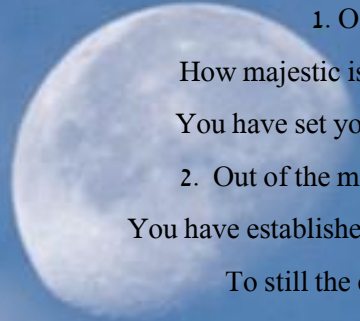 1. O
How majestic is
You have set yo
2. Out of the m
You have establishe
To still the